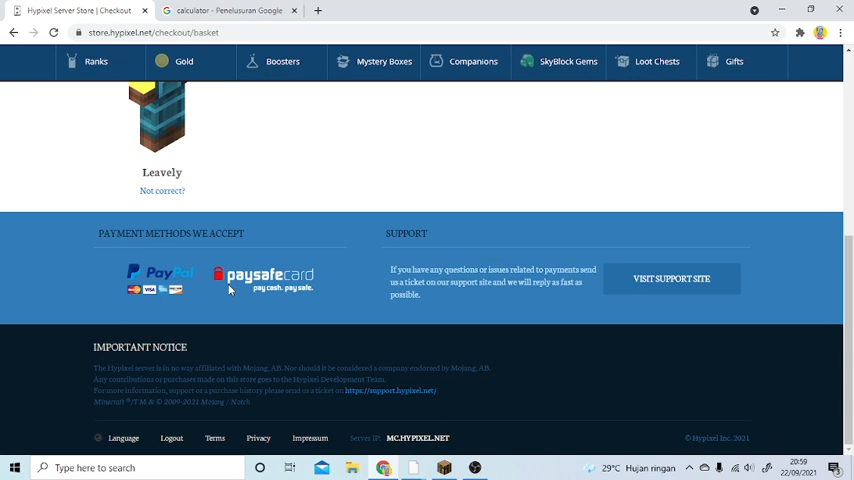 Hypixel Server Store | Checkout
calculator - Penelusuran Google
store.hypixel.net/checkout/basket
Ranks
Gold
Boosters
Mystery Boxes
Companions
SkyBlock Gems
Loot Chests
Gifts
Leavely
Not correct?
PAYMENT METHODS WE ACCEPT
SUPPORT
PayPal
VISA
paysafecard
pay cash. pay safe.
If you have any questions or issues related to payments send
us a ticket on our support site and we will reply as fast as
possible.
VISIT SUPPORT SITE
IMPORTANT NOTICE
The Hypixel server is in no way affiliated with Mojang, AB. Nor should it be considered a company endorsed by Mojang, AB.
Any contributions or purchases made on this store goes to the Hypixel Development Team.
For more information, support or a purchase history please send us a ticket on https://support.hypixel.net/
Minecraft ®/TM & © 2009-2021 Mojang / Notch
Language
Logout
Terms
Privacy
Impressum
Server IP: MC.HYPIXEL.NET
© Hypixel Inc. 2021
Type here to search
29°C Hujan ringan
20:59
22/09/2021
3